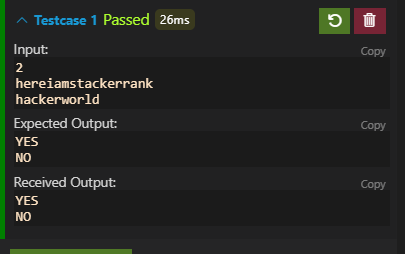 Testcase 1 Passed 26ms
Input:
Copy
2
hereiamstackerrank
hackerworld
Expected Output:
Copy
YES
NO
Received Output:
Copy
YES
NO